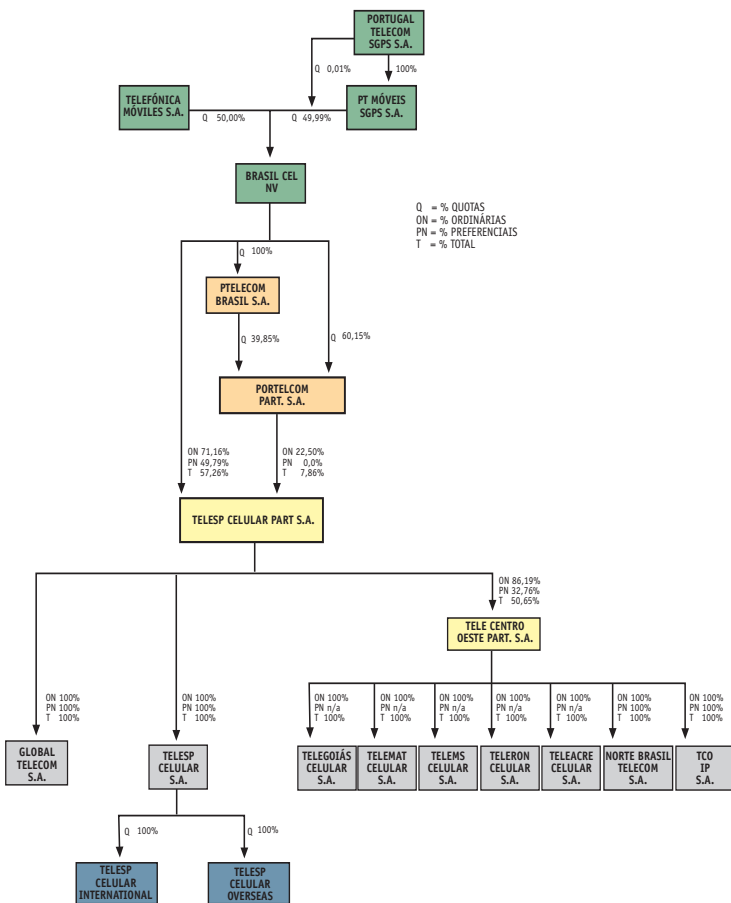 PORTUGAL
TELECOM
SGPS S.A.
Q 0,01%
100%
TELEFÓNICA
MÓVILES S.A.
Q 50,00%
Q 49,99%
PT MÓVEIS
SGPS S.A.
BRASIL CEL
NV
Q = % QUOTAS
ON = % ORDINÁRIAS
PN = % PREFERENCIAIS
T = % TOTAL
Q 100%
PTELECOM
BRASIL S.A.
Q 39,85%
Q 60,15%
PORTELCOM
PART. S.A.
ON 71,16%
PN 49,79%
T 57,26%
ON 22,50%
PN 0,0%
T 7,86%
TELESP CELULAR PART S.A.
ON 86,19%
PN 32,76%
T 50,65%
TELE CENTRO
OESTE PART. S.A.
ON 100%
PN 100%
T 100%
ON 100%
PN 100%
T 100%
ON 100%
PN n/a
T 100%
ON 100%
PN n/a
T 100%
ON 100%
PN n/a
T 100%
ON 100%
PN n/a
T 100%
ON 100%
PN n/a
T 100%
ON 100%
PN 100%
T 100%
ON 100%
PN 100%
T 100%
GLOBAL
TELECOM
S.A.
TELESP
CELULAR
S.A.
TELEGOIÁS
CELULAR
S.A.
TELEMAT
CELULAR
S.A.
TELEMS
CELULAR
S.A.
TELERON
CELULAR
S.A.
TELEACRE
CELULAR
S.A.
NORTE BRASIL
TELECOM
S.A.
TCO
IP
S.A.
Q 100%
Q 100%
TELESP
CELULAR
INTERNATIONAL
TELESP
CELULAR
OVERSEAS